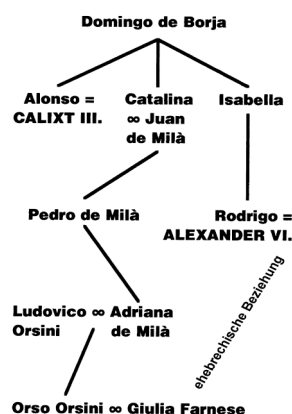 Domingo de Borja
Alonso = Catalina Isabella
CALIXT III. ∞ Juan
de Milà
Pedro de Milà Rodrigo =
ALEXANDER VI.
ehebrechische Beziehung
Ludovico ∞ Adriana
Orsini de Milà
Orso Orsini ∞ Giulia Farnese